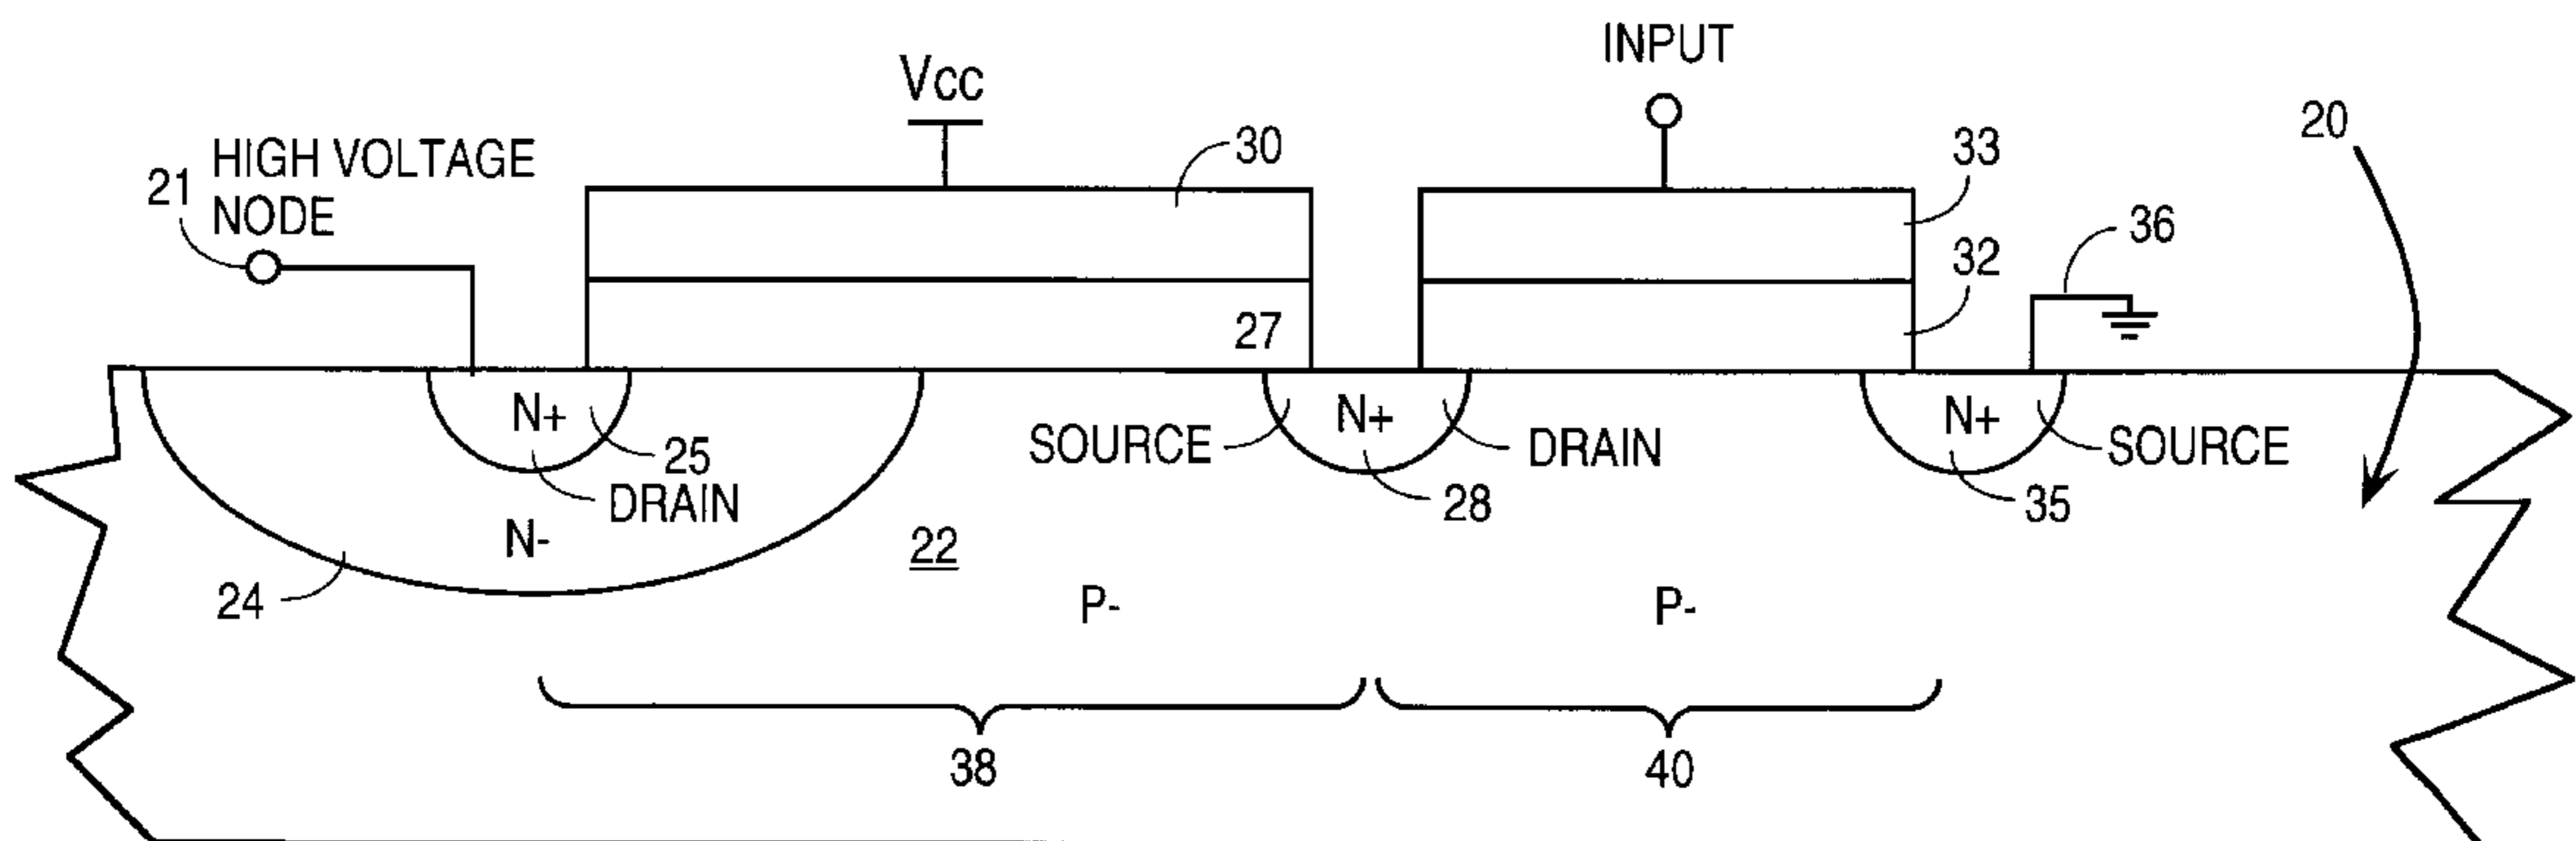 INPUT
Vcc
HIGH VOLTAGE
NODE
21
30
33
20
36
32
27
N+
25
DRAIN
N-
24
SOURCE
N+
DRAIN
28
N+
SOURCE
35
22
P-
P-
38
40